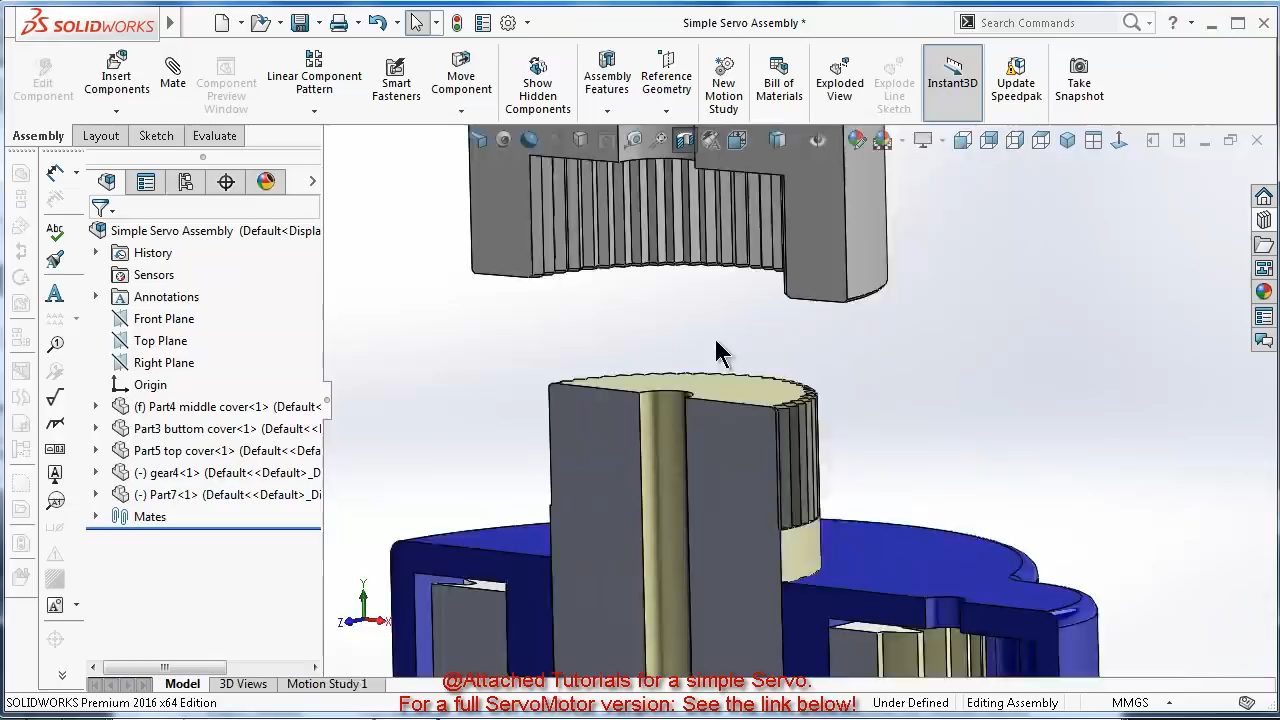 SOLIDWORKS
Simple Servo Assembly *
Search Commands
?
Edit
Component
Insert
Components
Mate
Component
Preview
Window
Linear Component
Pattern
Smart
Fasteners
Move
Component
Show
Hidden
Components
Assembly
Features
Reference
Geometry
New
Motion
Study
Bill of
Materials
Exploded
View
Explode
Line
Sketch
Instant3D
Update
Speedpak
Take
Snapshot
Assembly
Layout
Sketch
Evaluate
Simple Servo Assembly (Default<Displa
History
Sensors
Annotations
Front Plane
Top Plane
Right Plane
Origin
(f) Part4 middle cover<1> (Default<
Part3 buttom cover<1> (Default<<
Part5 top cover<1> (Default<<Defa
(-) gear4<1> (Default<<Default>_D
(-) Part7<1> (Default<<Default>_Di
Mates
Abc
A
Y
Z
X
Model
3D Views
Motion Study 1
@Attached Tutorials for a simple Servo.
For a full ServoMotor version: See the link below!
SOLIDWORKS Premium 2016 x64 Edition
Under Defined
Editing Assembly
MMGS